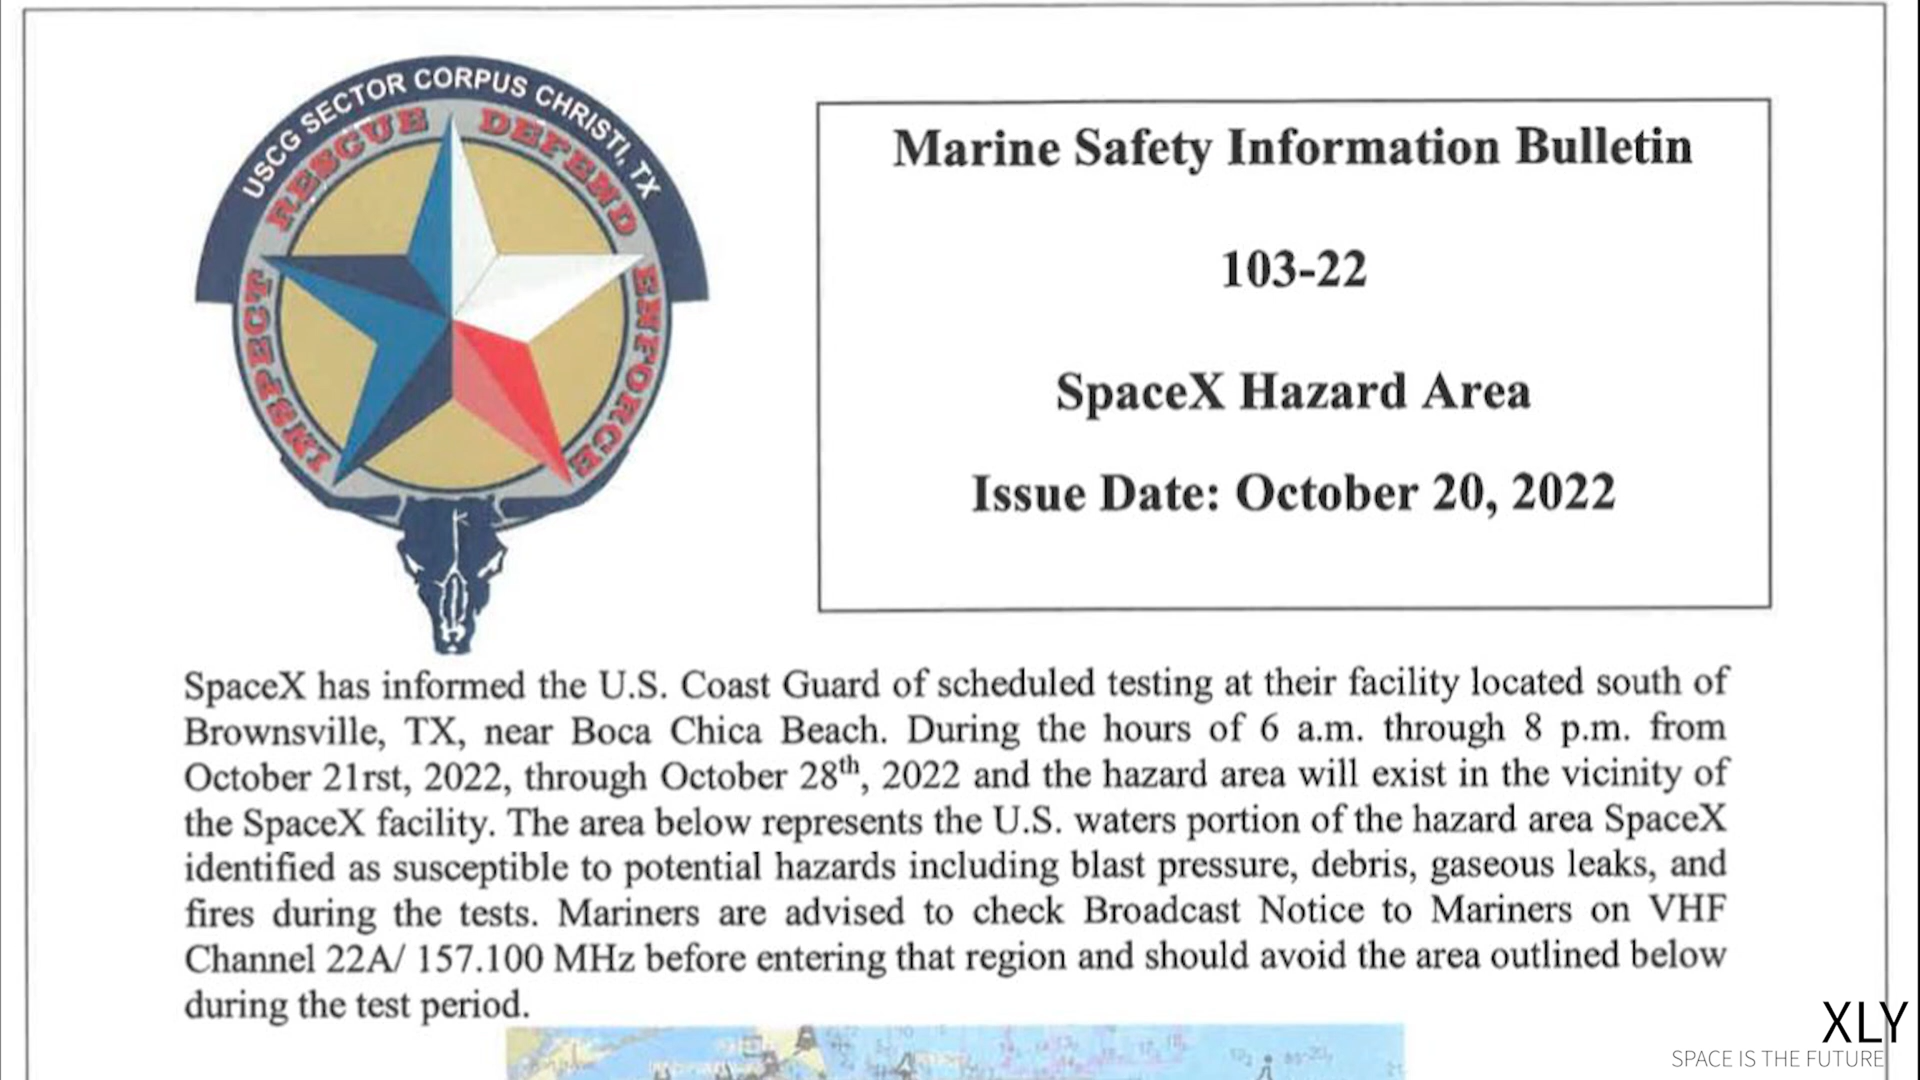 USCG SECTOR CORPUS CHRISTI, TX
INSPECT RESCUE DEFEND ENFORCE
Marine Safety Information Bulletin
103-22
SpaceX Hazard Area
Issue Date: October 20, 2022
SpaceX has informed the U.S. Coast Guard of scheduled testing at their facility located south of
Brownsville, TX, near Boca Chica Beach. During the hours of 6 a.m. through 8 p.m. from
October 21rst, 2022, through October 28th, 2022 and the hazard area will exist in the vicinity of
the SpaceX facility. The area below represents the U.S. waters portion of the hazard area SpaceX
identified as susceptible to potential hazards including blast pressure, debris, gaseous leaks, and
fires during the tests. Mariners are advised to check Broadcast Notice to Mariners on VHF
Channel 22A/ 157.100 MHz before entering that region and should avoid the area outlined below
during the test period.
XLY
SPACE IS THE FUTURE